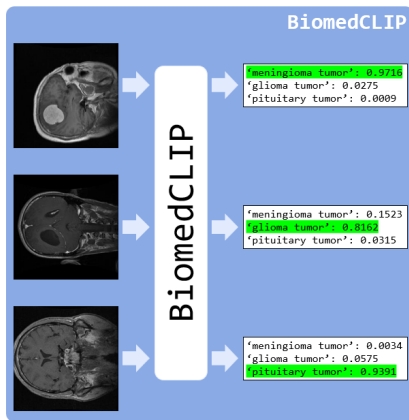 BiomedCLIP
BiomedCLIP
‘meningioma tumor’: 0.9716
‘glioma tumor’: 0.0275
‘pituitary tumor’: 0.0009
‘meningioma tumor’: 0.1523
‘glioma tumor’: 0.8162
‘pituitary tumor’: 0.0315
‘meningioma tumor’: 0.0034
‘glioma tumor’: 0.0575
‘pituitary tumor’: 0.9391